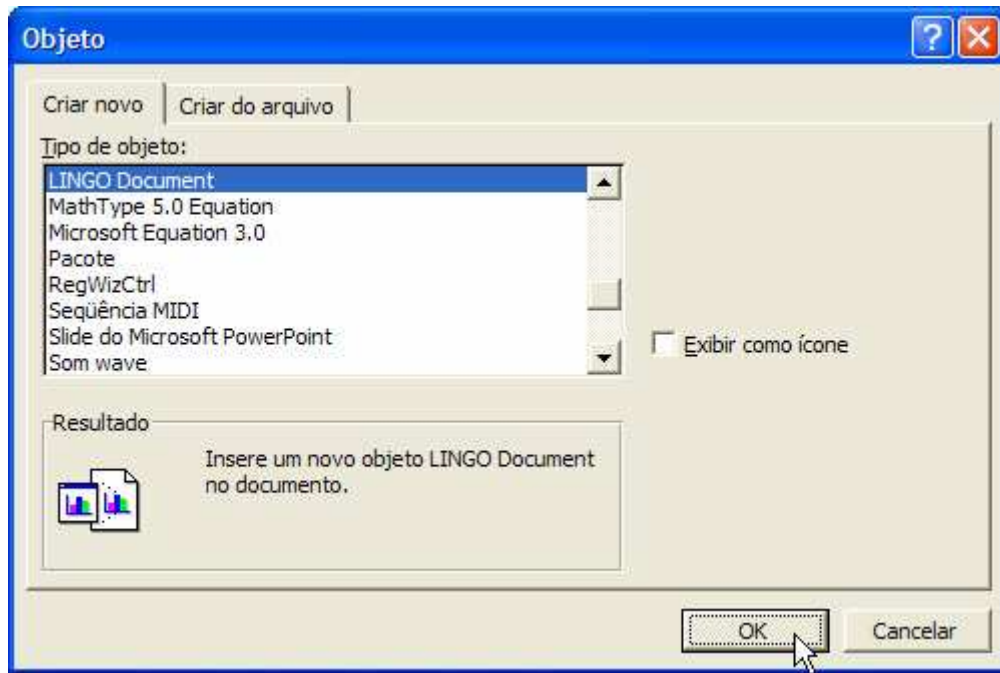 Objeto
Criar novo
Criar do arquivo
Tipo de objeto:
LINGO Document
MathType 5.0 Equation
Microsoft Equation 3.0
Pacote
RegWizCtrl
Seqüência MIDI
Slide do Microsoft PowerPoint
Som wave
Exibir como ícone
Resultado
Insere um novo objeto LINGO Document
no documento.
OK
Cancelar